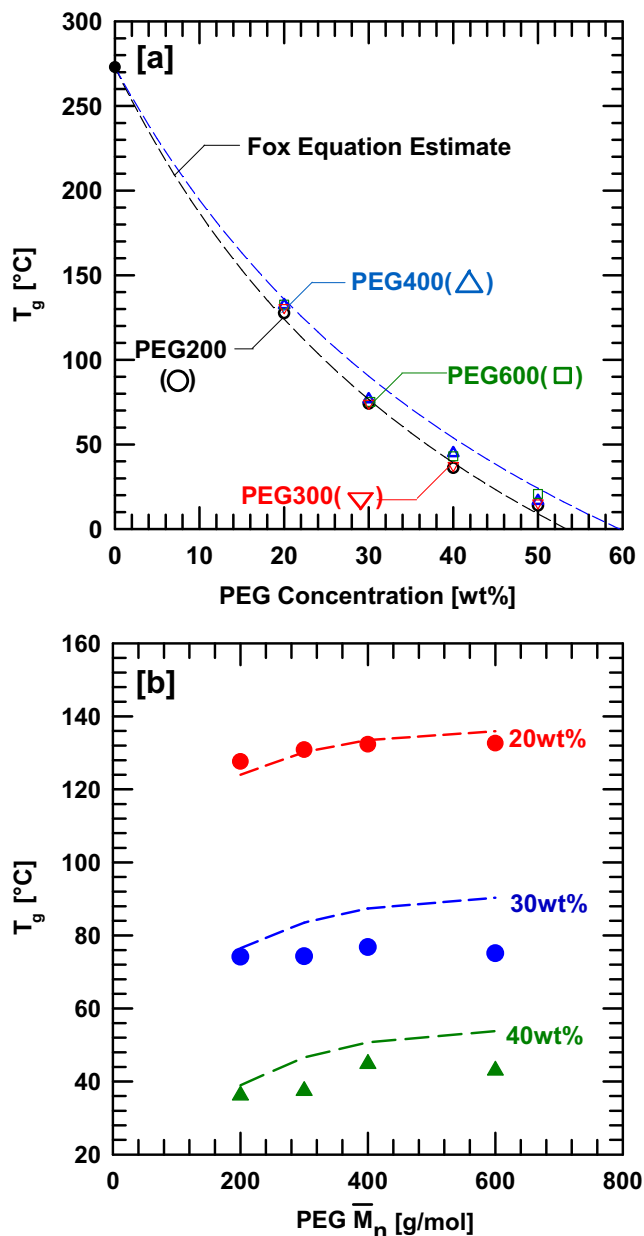 [a]
300
250
200
150
100
50
0
T_g [°C]
Fox Equation Estimate
PEG400(△)
PEG200
(○)
PEG600(□)
PEG300(▽)
0 10 20 30 40 50 60
PEG Concentration [wt%]
[b]
160
140
120
100
80
60
40
20
T_g [°C]
20wt%
30wt%
40wt%
0 200 400 600 800
PEG M̅_n [g/mol]